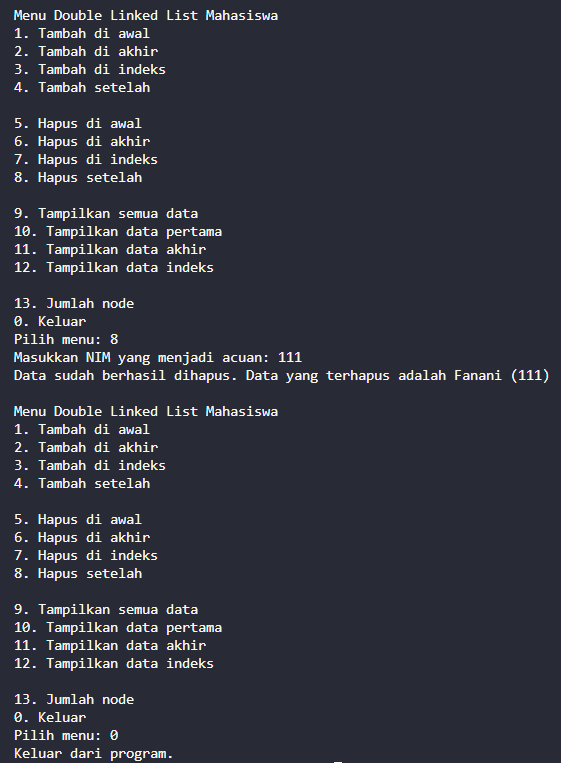 Menu Double Linked List Mahasiswa
1. Tambah di awal
2. Tambah di akhir
3. Tambah di indeks
4. Tambah setelah

5. Hapus di awal
6. Hapus di akhir
7. Hapus di indeks
8. Hapus setelah

9. Tampilkan semua data
10. Tampilkan data pertama
11. Tampilkan data akhir
12. Tampilkan data indeks

13. Jumlah node
0. Keluar
Pilih menu: 8
Masukkan NIM yang menjadi acuan: 111
Data sudah berhasil dihapus. Data yang terhapus adalah Fanani (111)

Menu Double Linked List Mahasiswa
1. Tambah di awal
2. Tambah di akhir
3. Tambah di indeks
4. Tambah setelah

5. Hapus di awal
6. Hapus di akhir
7. Hapus di indeks
8. Hapus setelah

9. Tampilkan semua data
10. Tampilkan data pertama
11. Tampilkan data akhir
12. Tampilkan data indeks

13. Jumlah node
0. Keluar
Pilih menu: 0
Keluar dari program.